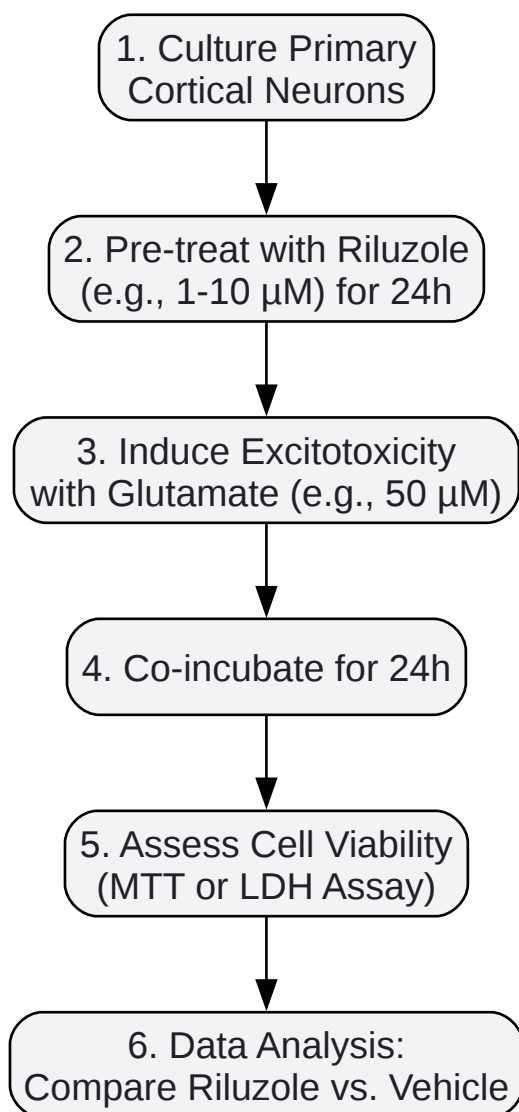 1. Culture Primary
Cortical Neurons
2. Pre-treat with Riluzole
(e.g., 1-10 µM) for 24h
3. Induce Excitotoxicity
with Glutamate (e.g., 50 µM)
4. Co-incubate for 24h
5. Assess Cell Viability
(MTT or LDH Assay)
6. Data Analysis:
Compare Riluzole vs. Vehicle